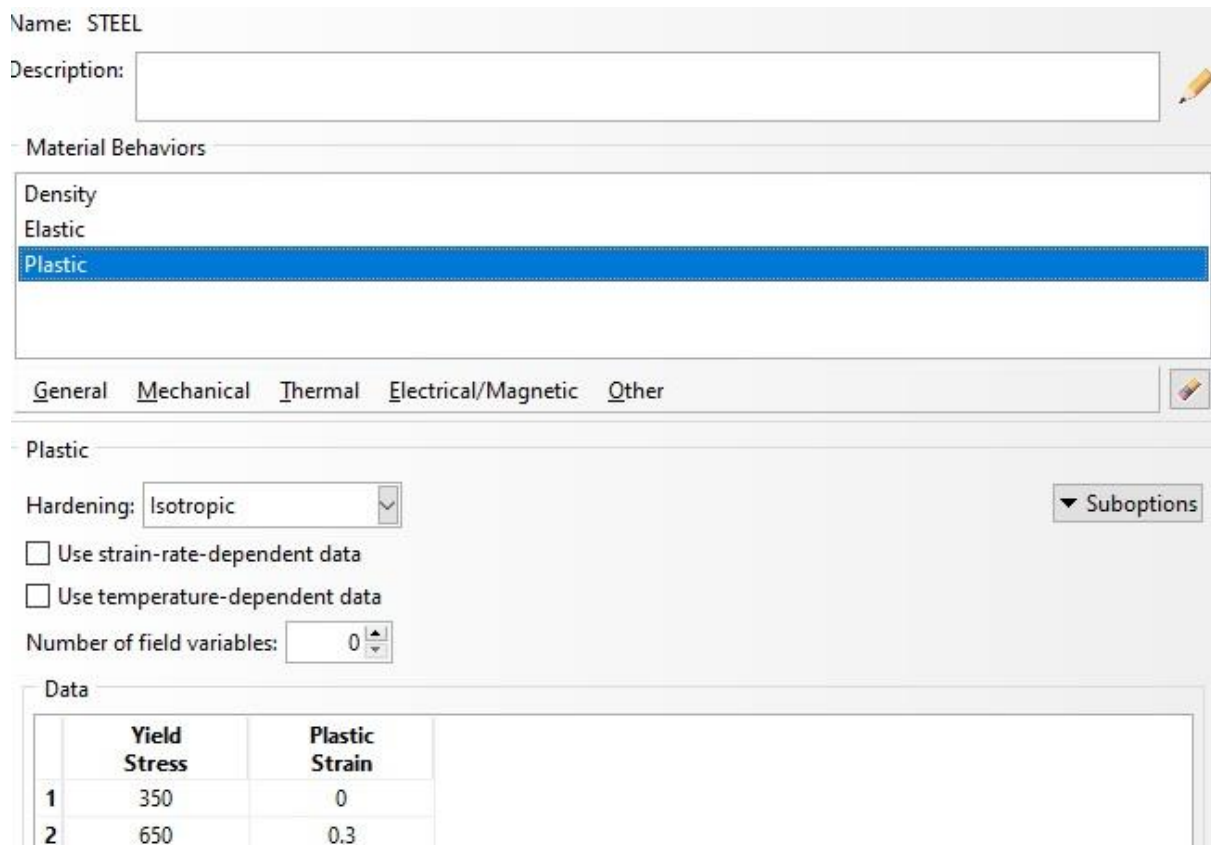 Name: STEEL
Description:
Material Behaviors
Density
Elastic
Plastic
General Mechanical Thermal Electrical/Magnetic Other
Plastic
Hardening: Isotropic Suboptions
Use strain-rate-dependent data
Use temperature-dependent data
Number of field variables: 0
Data
Yield Plastic
Stress Strain
1 350 0
2 650 0.3